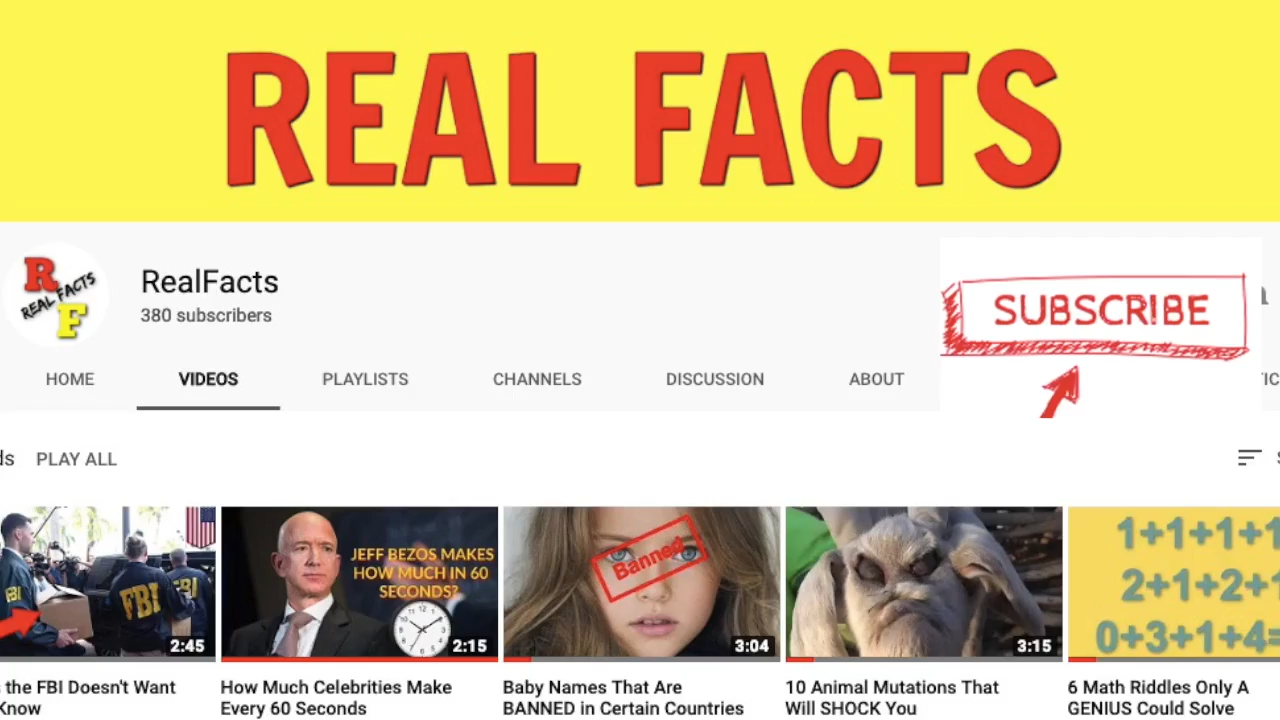 REAL FACTS
R
REAL FACTS
F
RealFacts
380 subscribers
SUBSCRIBE
HOME VIDEOS PLAYLISTS CHANNELS DISCUSSION ABOUT
PLAY ALL
FBI
FBI
FBI
2:45
JEFF BEZOS MAKES
HOW MUCH IN 60
SECONDS?
2:15
Banned
3:04
3:15
1+1+1+1
2+1+2+1
0+3+1+4=
the FBI Doesn't Want
Know
How Much Celebrities Make
Every 60 Seconds
Baby Names That Are
BANNED in Certain Countries
10 Animal Mutations That
Will SHOCK You
6 Math Riddles Only A
GENIUS Could Solve